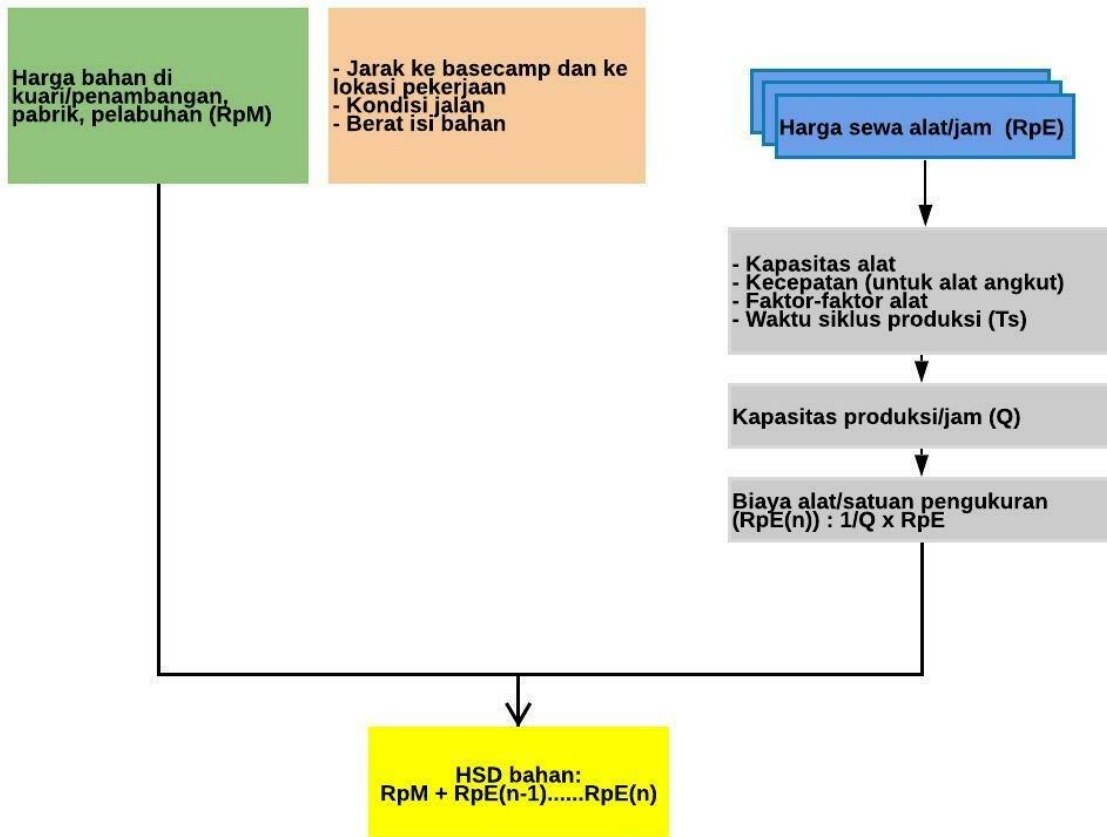 Harga bahan di
kuari/penambangan,
pabrik, pelabuhan (RpM)
- Jarak ke basecamp dan ke
lokasi pekerjaan
- Kondisi jalan
- Berat isi bahan
Harga sewa alat/jam (RpE)
- Kapasitas alat
- Kecepatan (untuk alat angkut)
- Faktor-faktor alat
- Waktu siklus produksi (Ts)
Kapasitas produksi/jam (Q)
Biaya alat/satuan pengukuran
(RpE(n)) : 1/Q x RpE
HSD bahan:
RpM + RpE(n-1)......RpE(n)